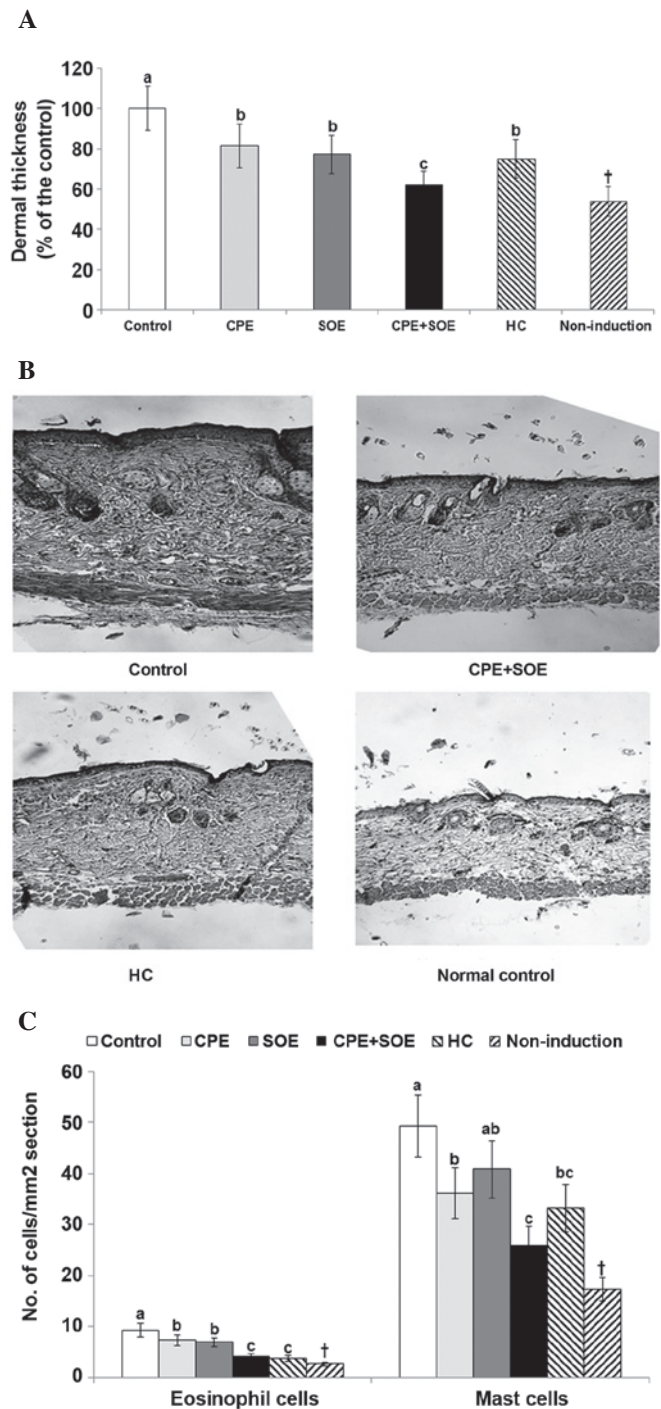 A
Dermal thickness
(% of the control)
120
100
80
60
40
20
0
a
b
b
c
b
†
Control CPE SOE CPE+SOE HC Non-induction
B
Control
CPE+SOE
HC
Normal control
C
Control CPE SOE CPE+SOE HC Non-induction
No. of cells/mm2 section
60
50
40
30
20
10
0
a
b
b
c
c
†
a
b
ab
c
bc
†
Eosinophil cells
Mast cells